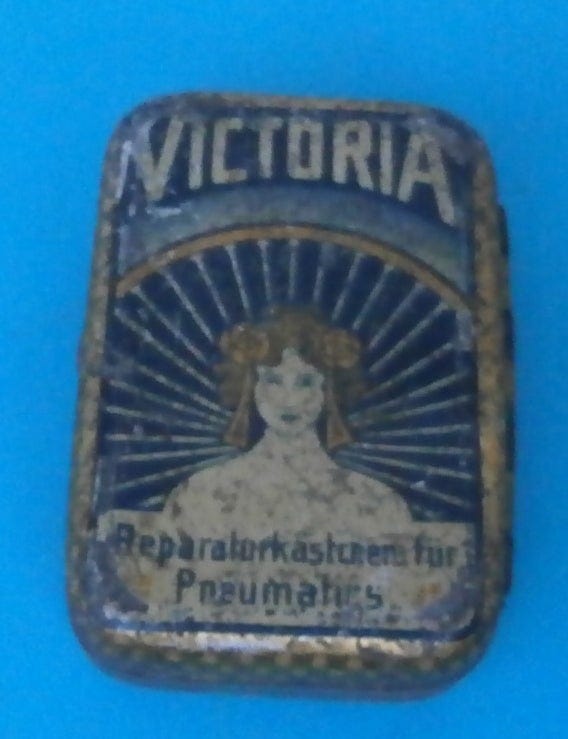 VICTORIA
Reparaturkästchen für
Pneumatics